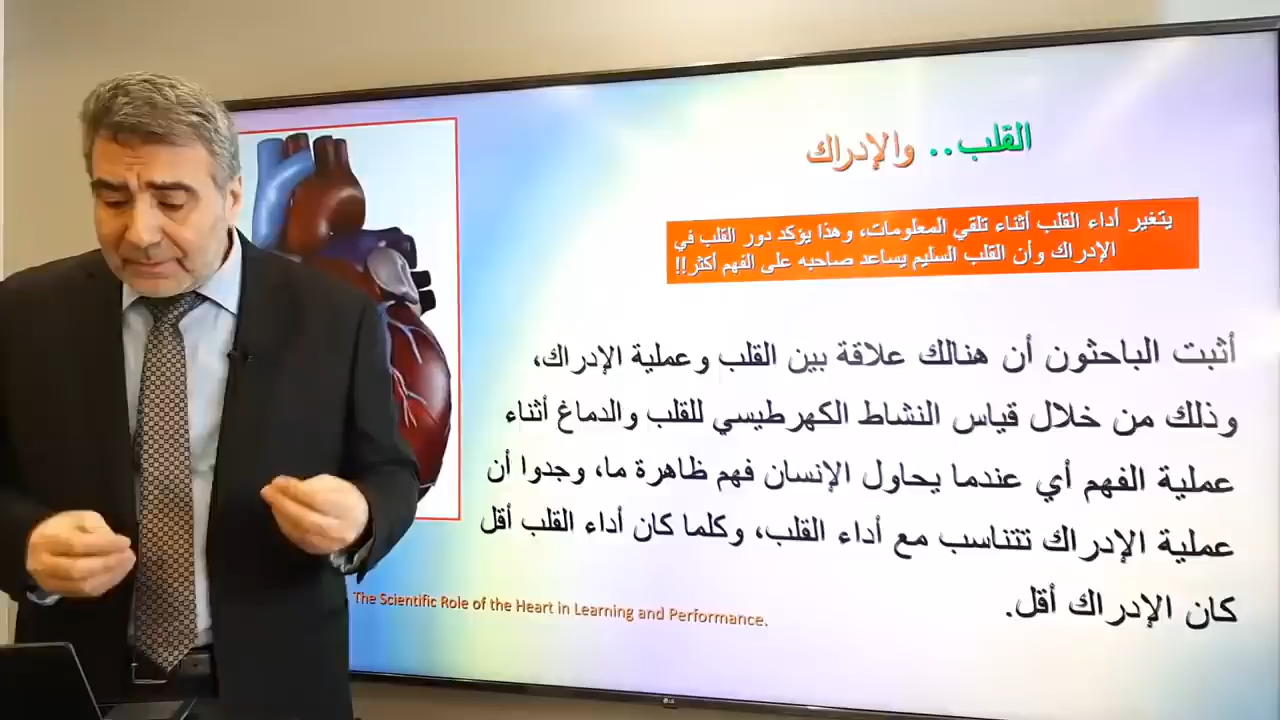 القلب.. والإدراك
يتغير أداء القلب أثناء تلقي المعلومات، وهذا يؤكد دور القلب في
الإدراك وأن القلب السليم يساعد صاحبه على الفهم أكثر!!
أثبت الباحثون أن هنالك علاقة بين القلب وعملية الإدراك،
وذلك من خلال قياس النشاط الكهرطيسي للقلب والدماغ أثناء
عملية الفهم أي عندما يحاول الإنسان فهم ظاهرة ما، وجدوا أن
عملية الإدراك تتناسب مع أداء القلب، وكلما كان أداء القلب أقل
كان الإدراك أقل.
The Scientific Role of the Heart in Learning and Performance.
LG